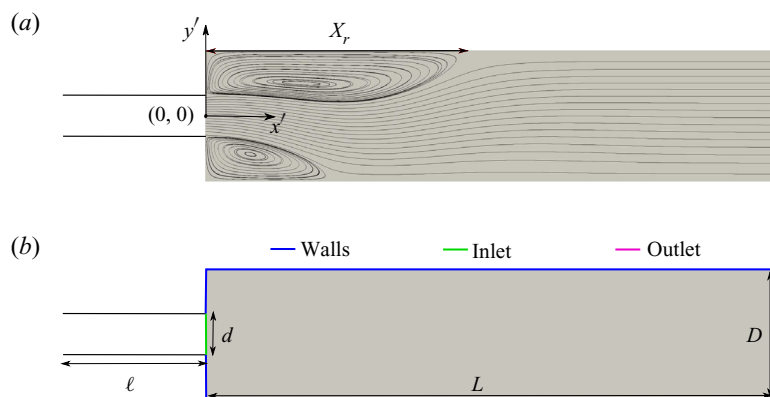 (a)
y′
X_r
(0, 0)
x′
(b)
Walls Inlet Outlet
d
D
ℓ
L